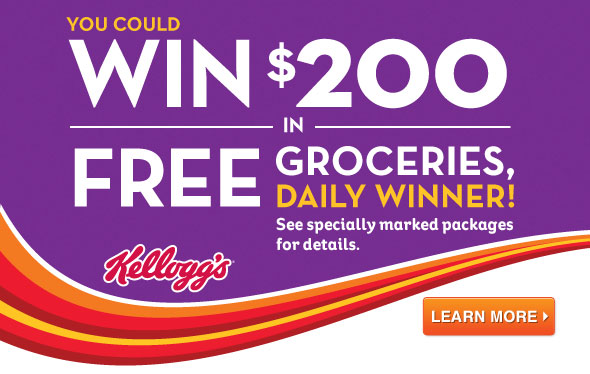 YOU COULD
WIN $200
IN
FREE GROCERIES,
DAILY WINNER!
See specially marked packages
for details.
Kellogg's
LEARN MORE